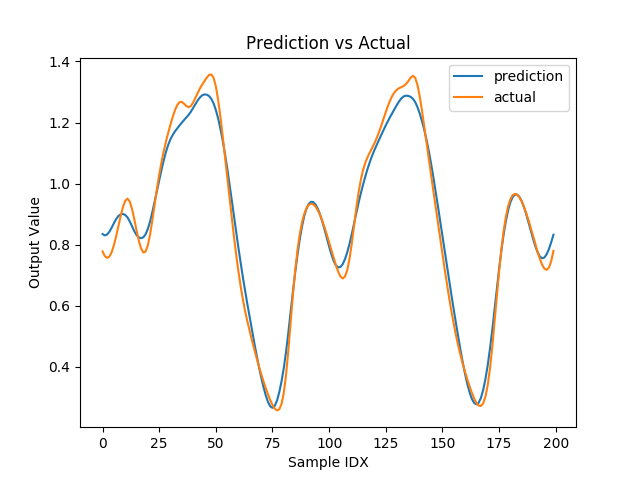 Prediction vs Actual
prediction
actual
Output Value
1.4
1.2
1.0
0.8
0.6
0.4
0 25 50 75 100 125 150 175 200
Sample IDX